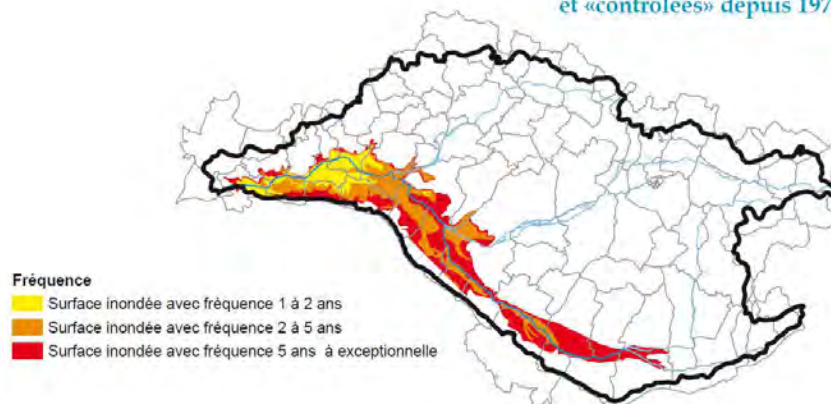 et «contrôlées» depuis 197
Fréquence
Surface inondée avec fréquence 1 à 2 ans
Surface inondée avec fréquence 2 à 5 ans
Surface inondée avec fréquence 5 ans à exceptionnelle